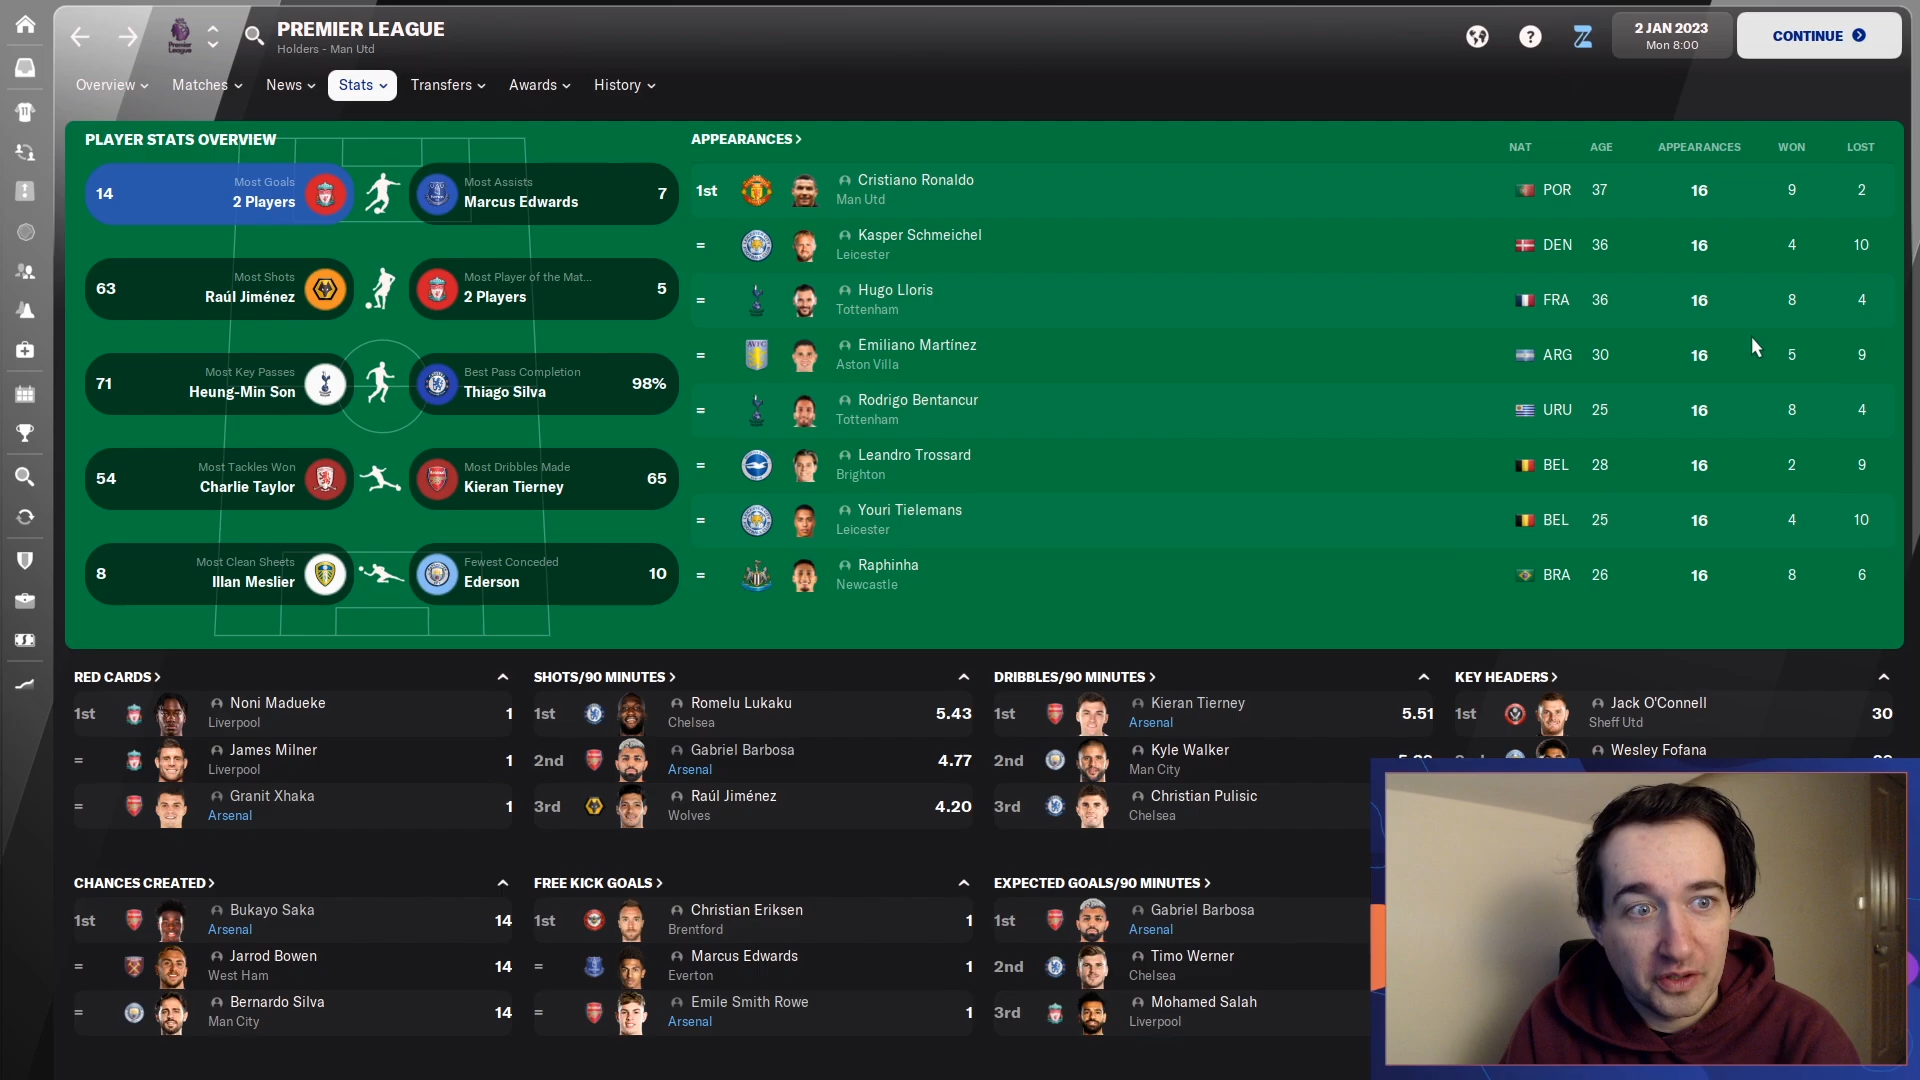 PREMIER LEAGUE
Holders - Man Utd
2 JAN 2023
Mon 8:00
CONTINUE
Overview
Matches
News
Stats
Transfers
Awards
History
PLAYER STATS OVERVIEW
14
Most Goals
2 Players
Most Assists
Marcus Edwards
7
63
Most Shots
Raúl Jiménez
Most Player of the Mat...
2 Players
5
71
Most Key Passes
Heung-Min Son
Best Pass Completion
Thiago Silva
98%
54
Most Tackles Won
Charlie Taylor
Most Dribbles Made
Kieran Tierney
65
8
Most Clean Sheets
Illan Meslier
Fewest Conceded
Ederson
10
APPEARANCES
NAT AGE APPEARANCES WON LOST
1st Cristiano Ronaldo POR 37 16 9 2
Man Utd
= Kasper Schmeichel DEN 36 16 4 10
Leicester
= Hugo Lloris FRA 36 16 8 4
Tottenham
= Emiliano Martínez ARG 30 16 5 9
Aston Villa
= Rodrigo Bentancur URU 25 16 8 4
Tottenham
= Leandro Trossard BEL 28 16 2 9
Brighton
= Youri Tielemans BEL 25 16 4 10
Leicester
= Raphinha BRA 26 16 8 6
Newcastle
RED CARDS
1st Noni Madueke 1
Liverpool
= James Milner 1
Liverpool
= Granit Xhaka 1
Arsenal
SHOTS/90 MINUTES
1st Romelu Lukaku 5.43
Chelsea
2nd Gabriel Barbosa 4.77
Arsenal
3rd Raúl Jiménez 4.20
Wolves
DRIBBLES/90 MINUTES
1st Kieran Tierney 5.51
Arsenal
2nd Kyle Walker
Man City
3rd Christian Pulisic
Chelsea
KEY HEADERS
1st Jack O'Connell 30
Sheff Utd
Wesley Fofana
CHANCES CREATED
1st Bukayo Saka 14
Arsenal
= Jarrod Bowen 14
West Ham
= Bernardo Silva 14
Man City
FREE KICK GOALS
1st Christian Eriksen 1
Brentford
= Marcus Edwards 1
Everton
= Emile Smith Rowe 1
Arsenal
EXPECTED GOALS/90 MINUTES
1st Gabriel Barbosa
Arsenal
2nd Timo Werner
Chelsea
3rd Mohamed Salah
Liverpool